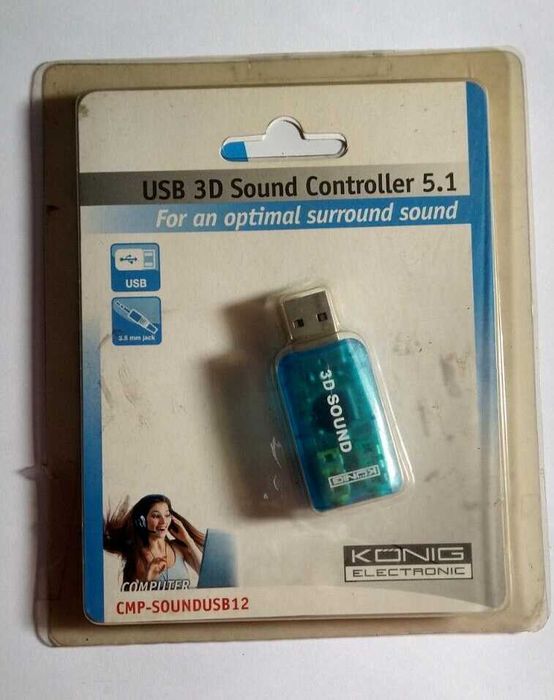 USB 3D Sound Controller 5.1
For an optimal surround sound
USB
3.5 mm jack
3D SOUND
KÖNIG
COMPUTER
CMP-SOUNDUSB12
KÖNIG
ELECTRONIC